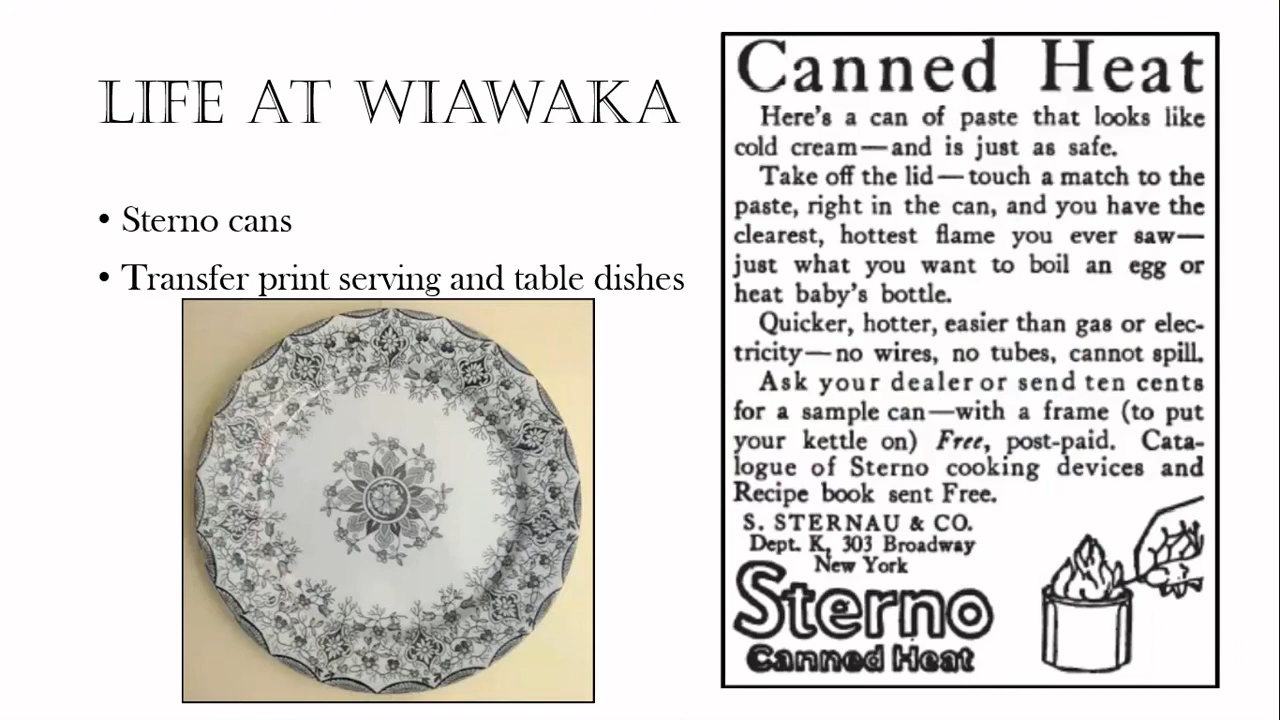 LIFE AT WIAWAKA
• Sterno cans
• Transfer print serving and table dishes
Canned Heat
Here's a can of paste that looks like
cold cream—and is just as safe.
Take off the lid—touch a match to the
paste, right in the can, and you have the
clearest, hottest flame you ever saw—
just what you want to boil an egg or
heat baby's bottle.
Quicker, hotter, easier than gas or elec-
tricity—no wires, no tubes, cannot spill.
Ask your dealer or send ten cents
for a sample can—with a frame (to put
your kettle on) Free, post-paid. Cata-
logue of Sterno cooking devices and
Recipe book sent Free.
S. STERNAU & CO.
Dept. K, 303 Broadway
New York
Sterno
Canned Heat